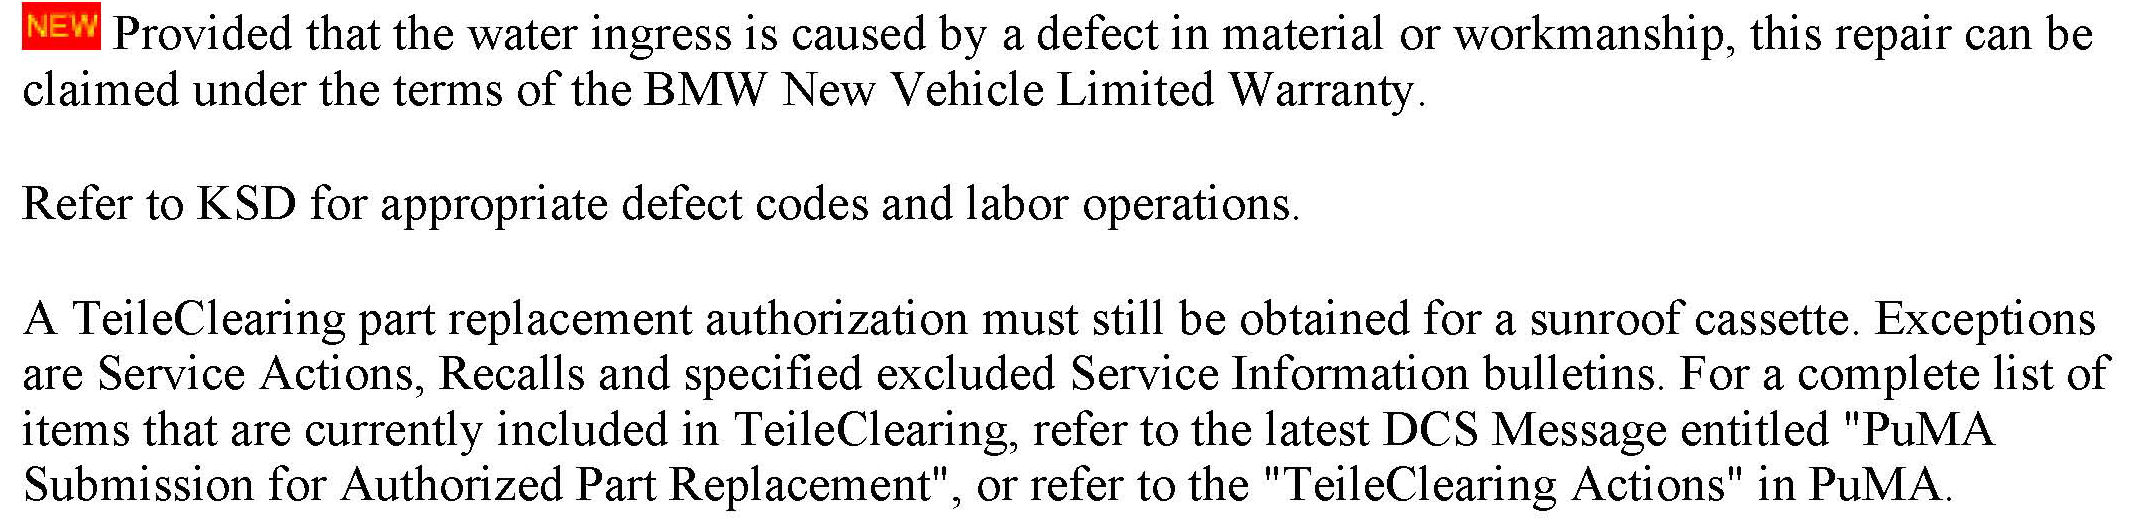 NEW Provided that the water ingress is caused by a defect in material or workmanship, this repair can be
claimed under the terms of the BMW New Vehicle Limited Warranty.
Refer to KSD for appropriate defect codes and labor operations.
A TeileClearing part replacement authorization must still be obtained for a sunroof cassette. Exceptions
are Service Actions, Recalls and specified excluded Service Information bulletins. For a complete list of
items that are currently included in TeileClearing, refer to the latest DCS Message entitled "PuMA
Submission for Authorized Part Replacement", or refer to the "TeileClearing Actions" in PuMA.